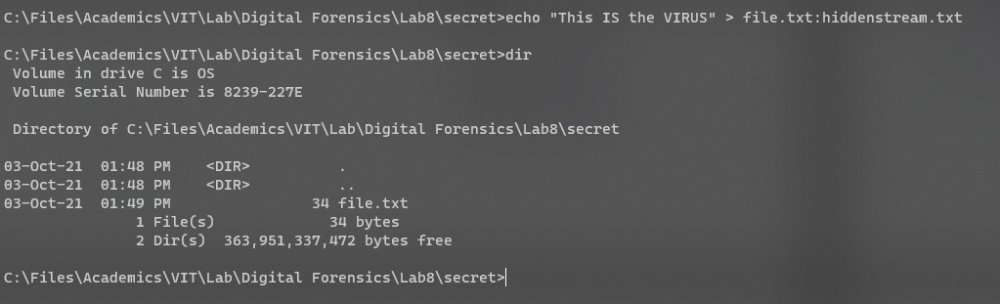 C:\Files\Academics\VIT\Lab\Digital Forensics\Lab8\secret>echo "This IS the VIRUS" > file.txt:hiddenstream.txt
C:\Files\Academics\VIT\Lab\Digital Forensics\Lab8\secret>dir
 Volume in drive C is OS
 Volume Serial Number is 8239-227E
 Directory of C:\Files\Academics\VIT\Lab\Digital Forensics\Lab8\secret
03-Oct-21  01:48 PM    <DIR>          .
03-Oct-21  01:48 PM    <DIR>          ..
03-Oct-21  01:49 PM                34 file.txt
               1 File(s)             34 bytes
               2 Dir(s)  363,951,337,472 bytes free
C:\Files\Academics\VIT\Lab\Digital Forensics\Lab8\secret>